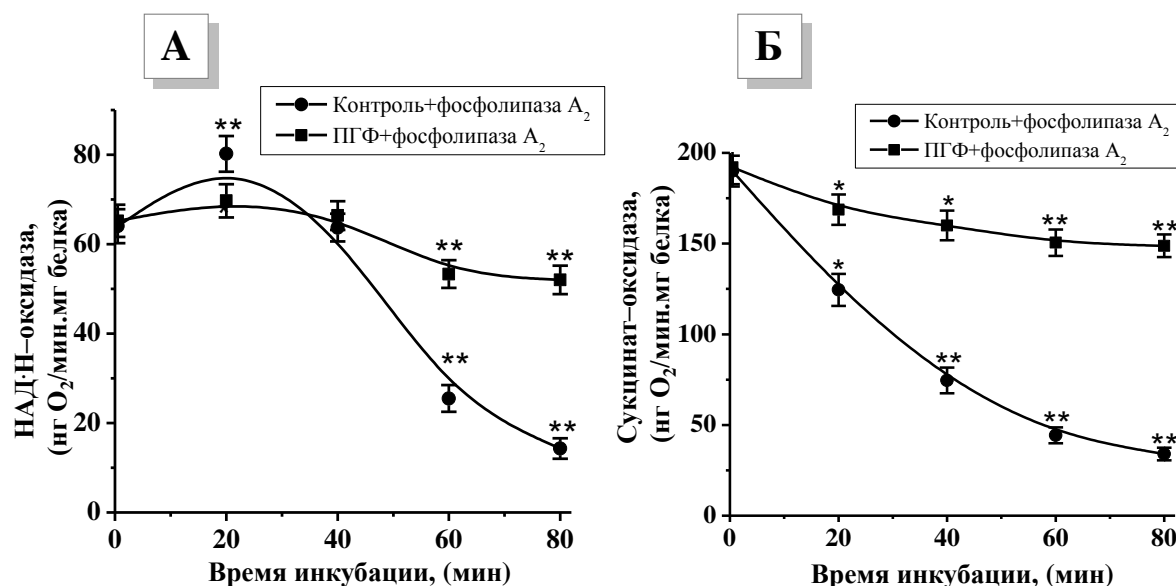 А
Контроль+фосфолипаза А2
ПГФ+фосфолипаза А2
НАД·Н–оксидаза,
(нг О2/мин.мг белка)
80
60
40
20
0
**
**
**
**
**
0 20 40 60 80
Время инкубации, (мин)
Б
Контроль+фосфолипаза А2
ПГФ+фосфолипаза А2
Сукцинат–оксидаза,
(нг О2/мин.мг белка)
200
150
100
50
0
*
*
**
**
*
**
**
**
0 20 40 60 80
Время инкубации, (мин)